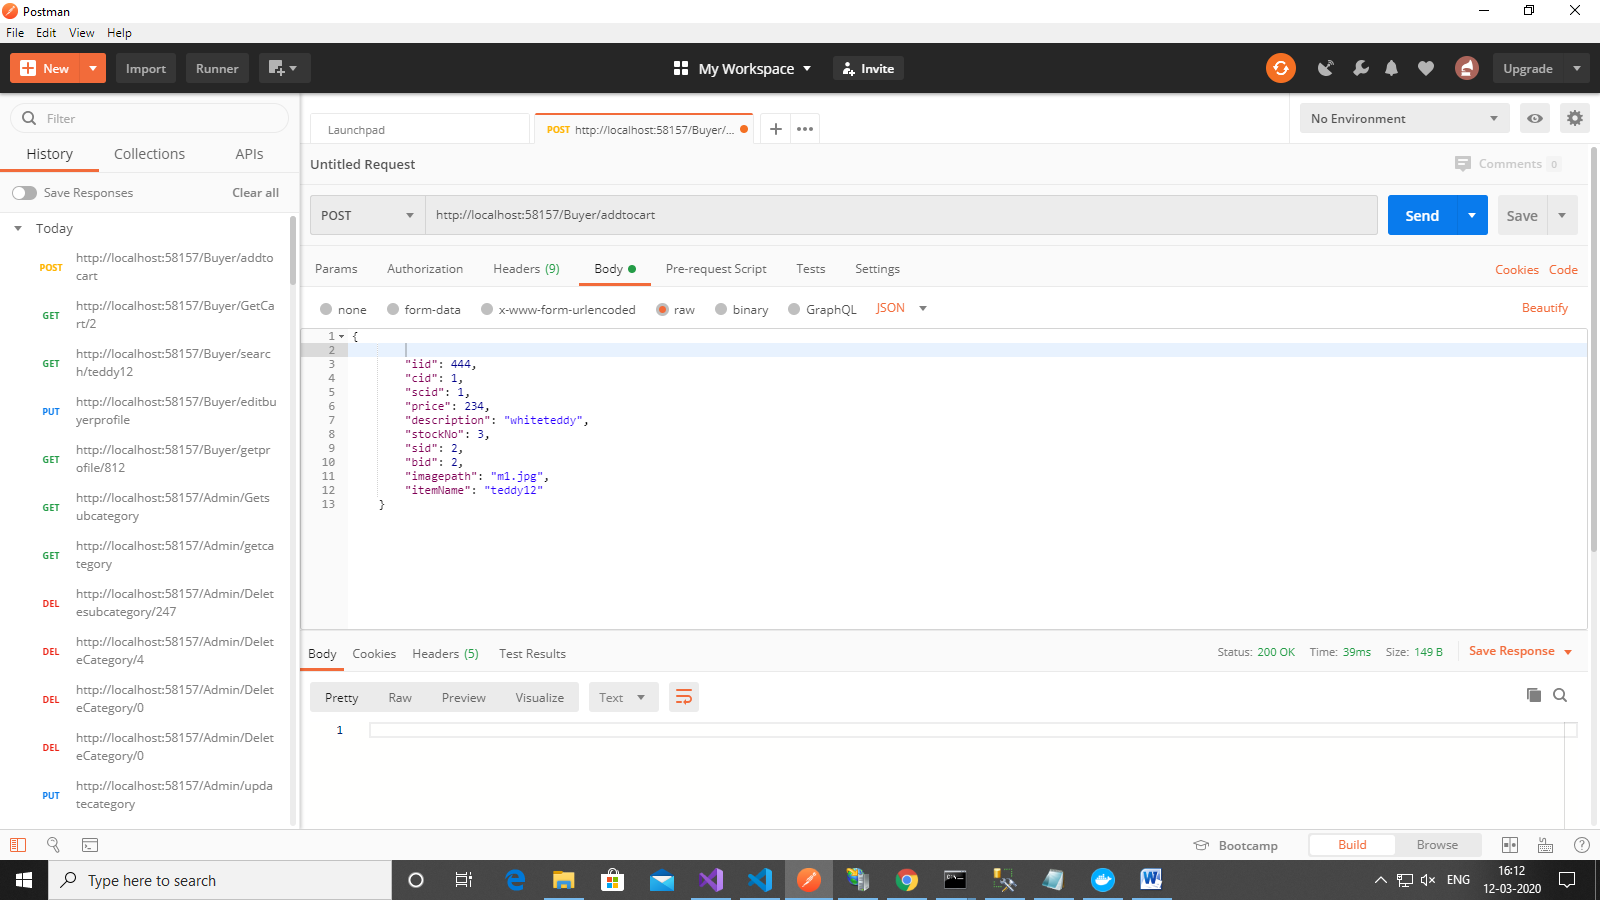 Postman
File Edit View Help
New Import Runner My Workspace Invite Upgrade
Filter
History Collections APIs
Save Responses Clear all
Today
POST http://localhost:58157/Buyer/addto
cart
GET http://localhost:58157/Buyer/GetCa
rt/2
GET http://localhost:58157/Buyer/searc
h/teddy12
PUT http://localhost:58157/Buyer/editbu
yerprofile
GET http://localhost:58157/Buyer/getpr
ofile/812
GET http://localhost:58157/Admin/Gets
ubcategory
GET http://localhost:58157/Admin/getca
tegory
DEL http://localhost:58157/Admin/Delet
esubcategory/247
DEL http://localhost:58157/Admin/Delet
eCategory/4
DEL http://localhost:58157/Admin/Delet
eCategory/0
DEL http://localhost:58157/Admin/Delet
eCategory/0
PUT http://localhost:58157/Admin/upda
tecategory
Launchpad POST http://localhost:58157/Buyer/... No Environment
Untitled Request Comments 0
POST http://localhost:58157/Buyer/addtocart Send Save
Params Authorization Headers (9) Body Pre-request Script Tests Settings Cookies Code
none form-data x-www-form-urlencoded raw binary GraphQL JSON Beautify
1 {
2
3 "iid": 444,
4 "cid": 1,
5 "scid": 1,
6 "price": 234,
7 "description": "whiteteddy",
8 "stockNo": 3,
9 "sid": 2,
10 "bid": 2,
11 "imagepath": "m1.jpg",
12 "itemName": "teddy12"
13 }
Body Cookies Headers (5) Test Results Status: 200 OK Time: 39ms Size: 149 B Save Response
Pretty Raw Preview Visualize Text
1
Bootcamp Build Browse
Type here to search ENG 16:12
12-03-2020